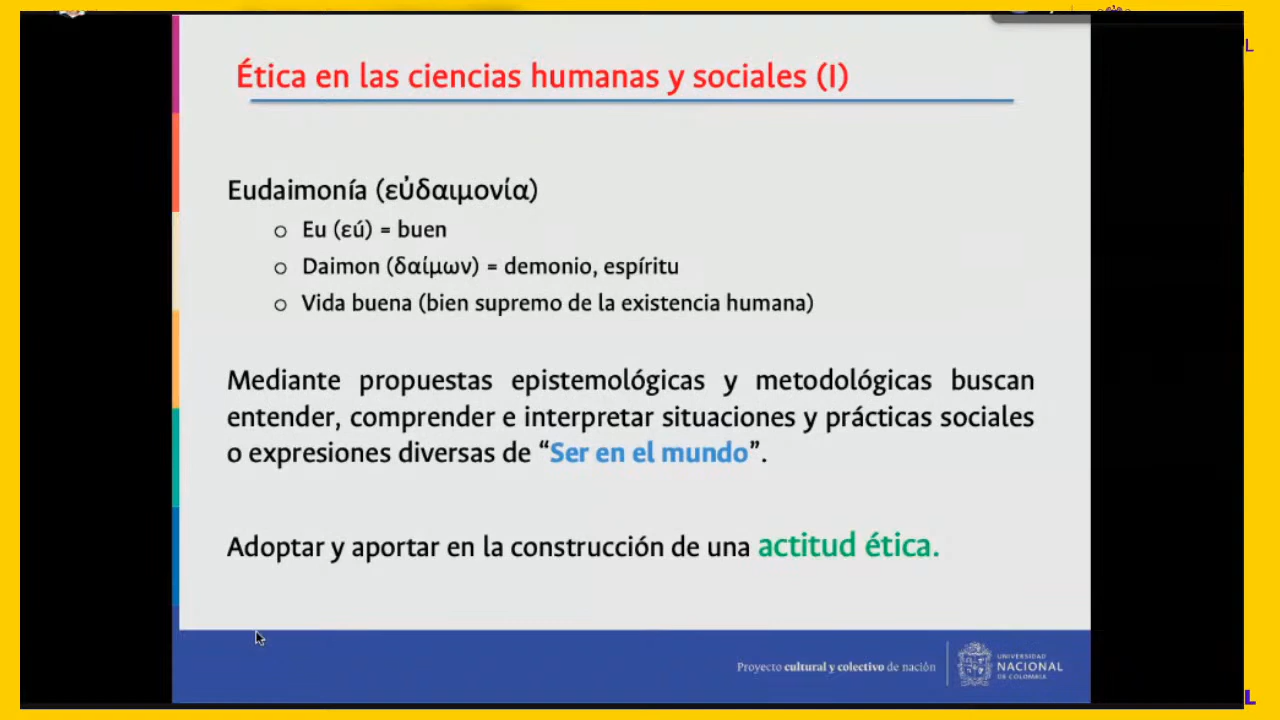 L
Ética en las ciencias humanas y sociales (I)
Eudaimonía (εὐδαιμονία)
o Eu (εú) = buen
o Daimon (δαίμων) = demonio, espíritu
o Vida buena (bien supremo de la existencia humana)
Mediante propuestas epistemológicas y metodológicas buscan
entender, comprender e interpretar situaciones y prácticas sociales
o expresiones diversas de “Ser en el mundo”.
Adoptar y aportar en la construcción de una actitud ética.
Proyecto cultural y colectivo de nación
UNIVERSIDAD
NACIONAL
DE COLOMBIA
L